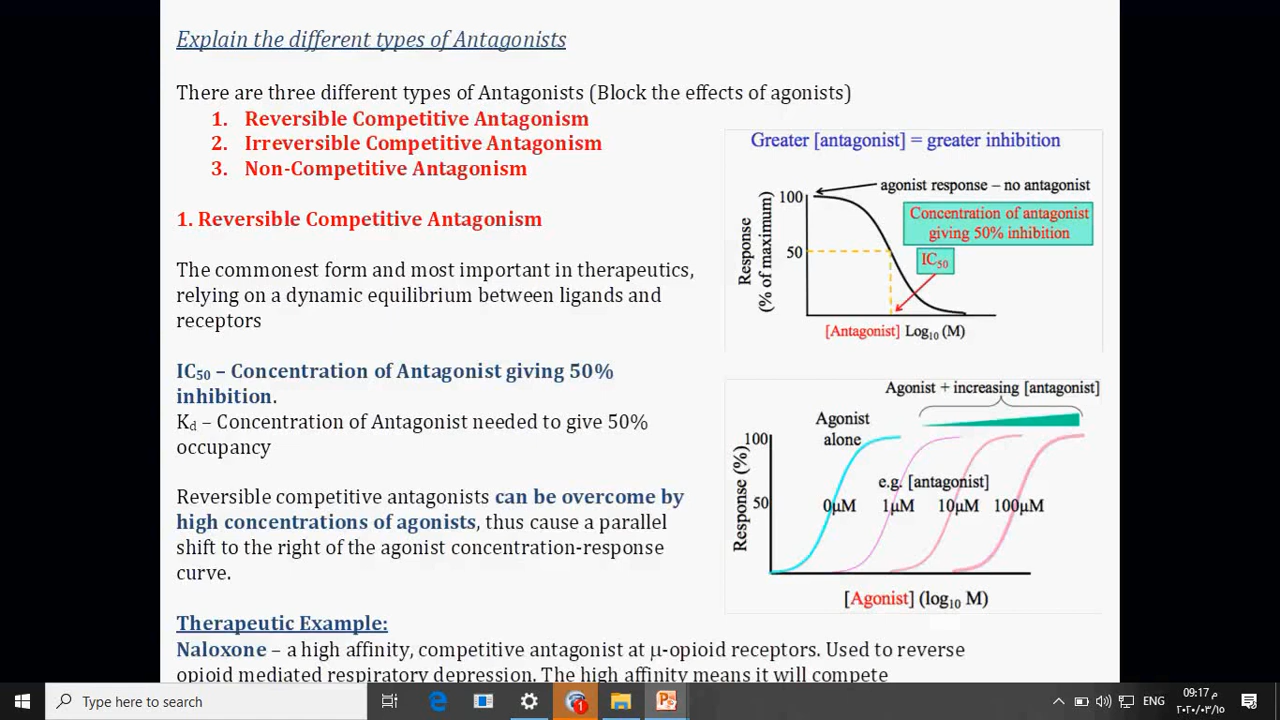 Explain the different types of Antagonists
There are three different types of Antagonists (Block the effects of agonists)
1. Reversible Competitive Antagonism
2. Irreversible Competitive Antagonism
3. Non-Competitive Antagonism
1. Reversible Competitive Antagonism
The commonest form and most important in therapeutics,
relying on a dynamic equilibrium between ligands and
receptors
IC₅₀ – Concentration of Antagonist giving 50%
inhibition.
K_d – Concentration of Antagonist needed to give 50%
occupancy
Reversible competitive antagonists can be overcome by
high concentrations of agonists, thus cause a parallel
shift to the right of the agonist concentration-response
curve.
Therapeutic Example:
Naloxone – a high affinity, competitive antagonist at μ-opioid receptors. Used to reverse
opioid mediated respiratory depression. The high affinity means it will compete
Greater [antagonist] = greater inhibition
agonist response – no antagonist
100
Concentration of antagonist
giving 50% inhibition
50
IC₅₀
Response
(% of maximum)
[Antagonist] Log₁₀ (M)
Agonist + increasing [antagonist]
Agonist
alone
100
e.g. [antagonist]
50
0μM 1μM 10μM 100μM
Response (%)
[Agonist] (log₁₀ M)
Type here to search
1
ENG
م 09:17
٢٠٢٠/٠٣/١٥